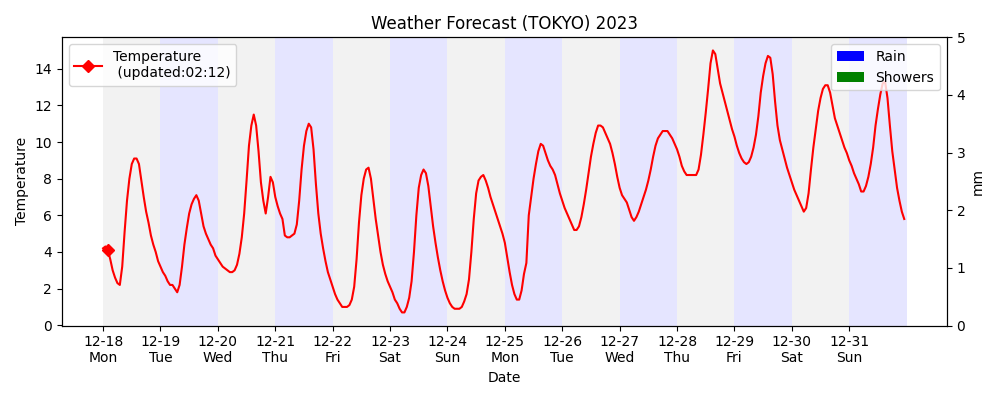 Weather Forecast (TOKYO) 2023
Temperature
(updated:02:12)
Rain
Showers
Temperature
14
12
10
8
6
4
2
0
5
4
3
2
1
0
mm
12-18 12-19 12-20 12-21 12-22 12-23 12-24 12-25 12-26 12-27 12-28 12-29 12-30 12-31
Mon Tue Wed Thu Fri Sat Sun Mon Tue Wed Thu Fri Sat Sun
Date